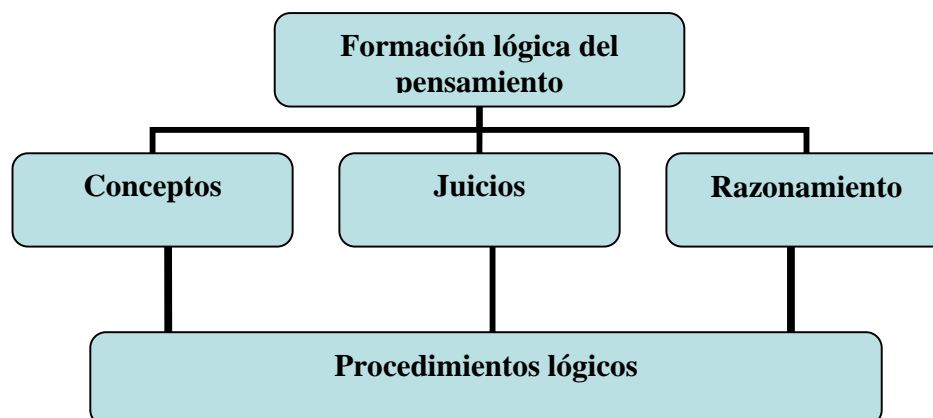 Formación lógica del
pensamiento
Conceptos
Juicios
Razonamiento
Procedimientos lógicos